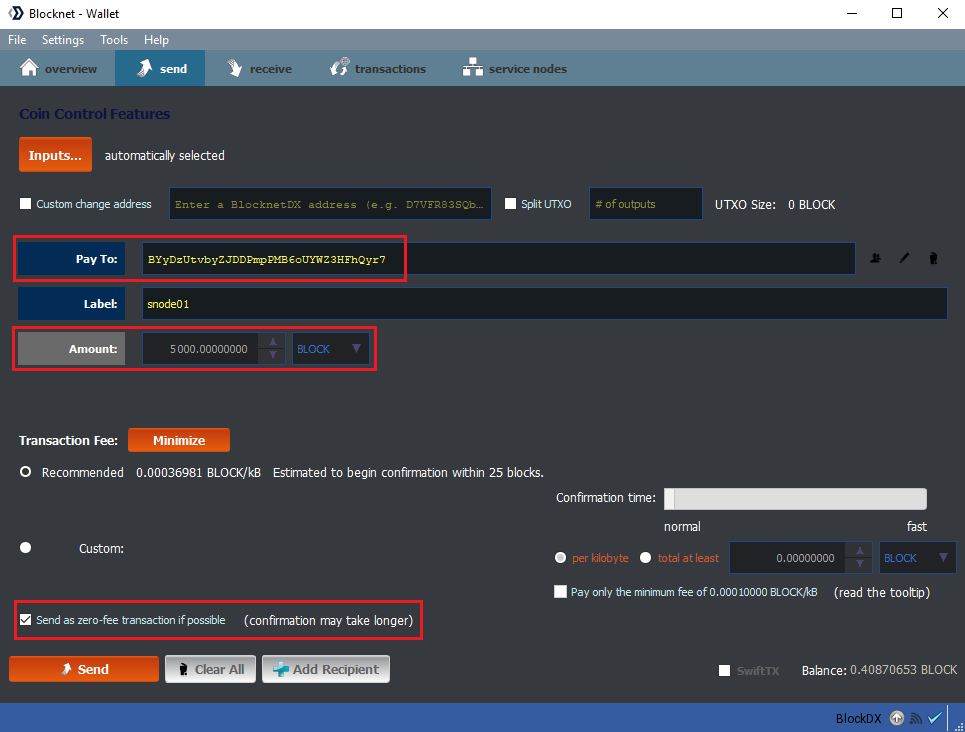 Blocknet - Wallet
File Settings Tools Help
overview send receive transactions service nodes
Coin Control Features
Inputs... automatically selected
Custom change address Enter a BlocknetDX address (e.g. D7VFR83SQb... Split UTXO # of outputs UTXO Size: 0 BLOCK
Pay To: BYyDzUtvbyZJDDPmpPMB6oUYWZ3HFhQyr7
Label: snode01
Amount: 5000.00000000 BLOCK
Transaction Fee: Minimize
Recommended 0.00036981 BLOCK/kB Estimated to begin confirmation within 25 blocks.
Confirmation time:
normal fast
Custom: per kilobyte total at least 0.00000000 BLOCK
Pay only the minimum fee of 0.00010000 BLOCK/kB (read the tooltip)
Send as zero-fee transaction if possible (confirmation may take longer)
Send Clear All Add Recipient SwiftTX Balance: 0.40870653 BLOCK
BlockDX